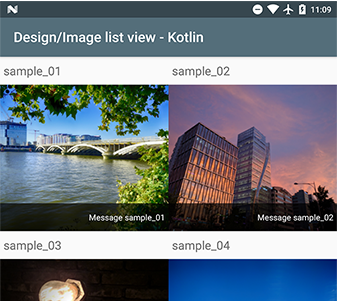 11:09
Design/Image list view - Kotlin
sample_01 sample_02
Message sample_01 Message sample_02
sample_03 sample_04